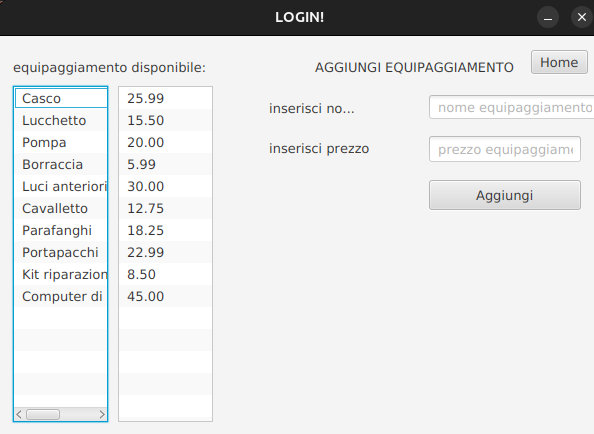 LOGIN!
equipaggiamento disponibile:
AGGIUNGI EQUIPAGGIAMENTO
Home
Casco 25.99
Lucchetto 15.50
Pompa 20.00
Borraccia 5.99
Luci anteriori 30.00
Cavalletto 12.75
Parafanghi 18.25
Portapacchi 22.99
Kit riparazion 8.50
Computer di 45.00
inserisci no... nome equipaggiamento
inserisci prezzo prezzo equipaggiame
Aggiungi